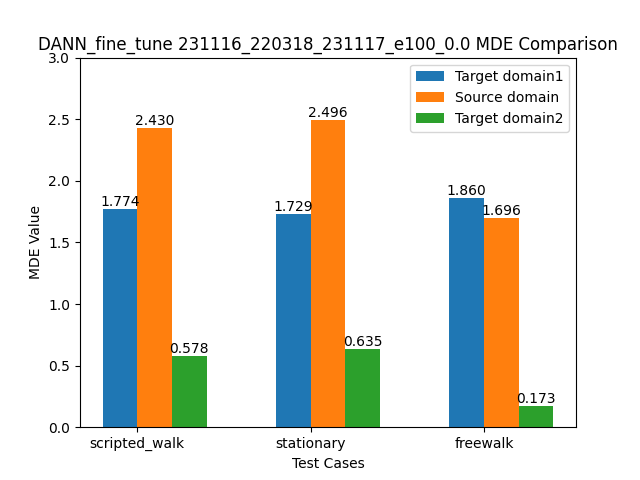 DANN_fine_tune 231116_220318_231117_e100_0.0 MDE Comparison
3.0
2.5
2.0
1.5
1.0
0.5
0.0
MDE Value
Target domain1
Source domain
Target domain2
1.774
2.430
0.578
1.729
2.496
0.635
1.860
1.696
0.173
scripted_walk
stationary
freewalk
Test Cases